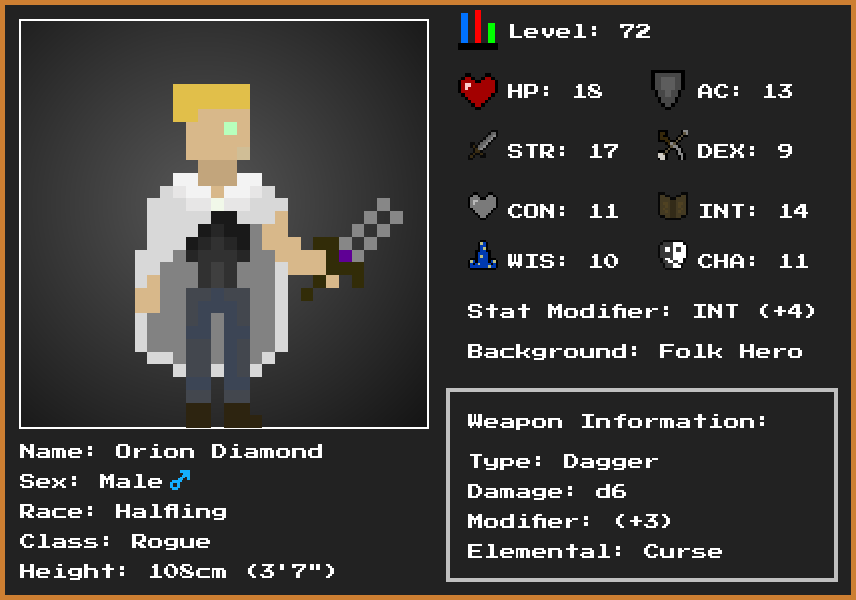 Level: 72
HP: 18 AC: 13
STR: 17 DEX: 9
CON: 11 INT: 14
WIS: 10 CHA: 11
Stat Modifier: INT (+4)
Background: Folk Hero
Weapon Information:
Type: Dagger
Damage: d6
Modifier: (+3)
Elemental: Curse
Name: Orion Diamond
Sex: Male♂
Race: Halfling
Class: Rogue
Height: 108cm (3'7")